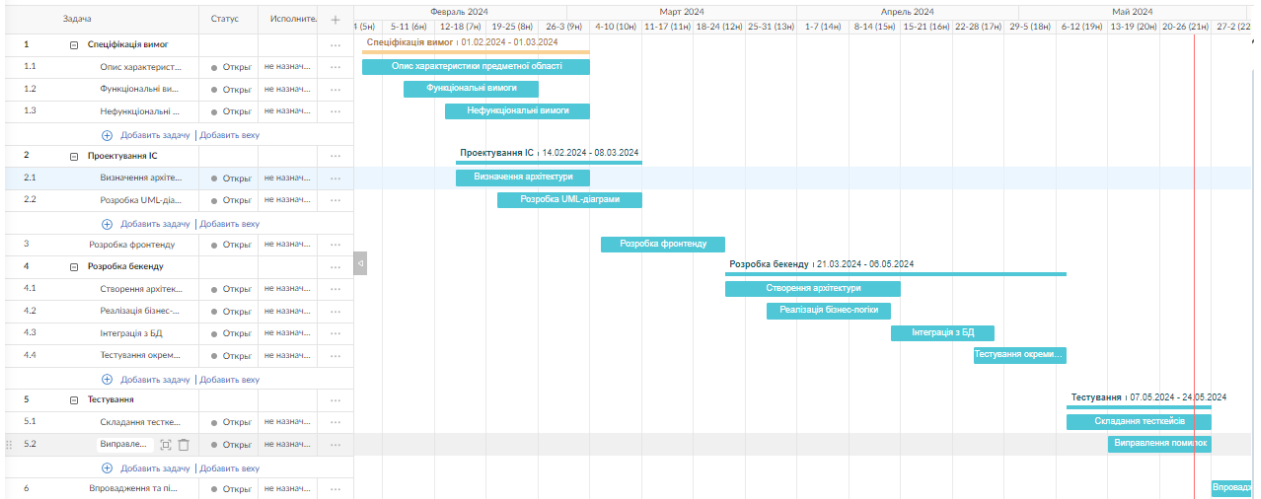 Задача Статус Исполните. +
Февраль 2024 Март 2024 Апрель 2024 Май 2024
(5н) 5-11 (6н) 12-18 (7н) 19-25 (8н) 26-3 (9н) 4-10 (10н) 11-17 (11н) 18-24 (12н) 25-31 (13н) 1-7 (14н) 8-14 (15н) 15-21 (16н) 22-28 (17н) 29-5 (18н) 6-12 (19н) 13-19 (20н) 20-26 (21н) 27-2 (22
1 Специфікація вимог ... Специфікація вимог 01.02.2024 - 01.03.2024
1.1 Опис характерист... Открыт не назнач... ... Опис характеристики предметної області
1.2 Функціональні ви... Открыт не назнач... ... Функціональні вимоги
1.3 Нефункціональні ... Открыт не назнач... ... Нефункціональні вимоги
Добавить задачу | Добавить веху
2 Проектування ІС ... Проектування ІС 14.02.2024 - 08.03.2024
2.1 Визначення архіте... Открыт не назнач... ... Визначення архітектури
2.2 Розробка UML-діа... Открыт не назнач... ... Розробка UML-діаграми
Добавить задачу | Добавить веху
3 Розробка фронтенду Открыт не назнач... ... Розробка фронтенду
4 Розробка бекенду ... Розробка бекенду 21.03.2024 - 06.05.2024
4.1 Створення архітек... Открыт не назнач... ... Створення архітектури
4.2 Реалізація бізнес-... Открыт не назнач... ... Реалізація бізнес-логіки
4.3 Інтеграція з БД Открыт не назнач... ... Інтеграція з БД
4.4 Тестування окрем... Открыт не назнач... ... Тестування окреми...
Добавить задачу | Добавить веху
5 Тестування ... Тестування 07.05.2024 - 24.05.2024
5.1 Складання тестке... Открыт не назнач... ... Складання тесткейсів
5.2 Виправле... Открыт не назнач... ... Виправлення помилок
Добавить задачу | Добавить веху
6 Впровадження та пі... Открыт не назнач... ... Впровад